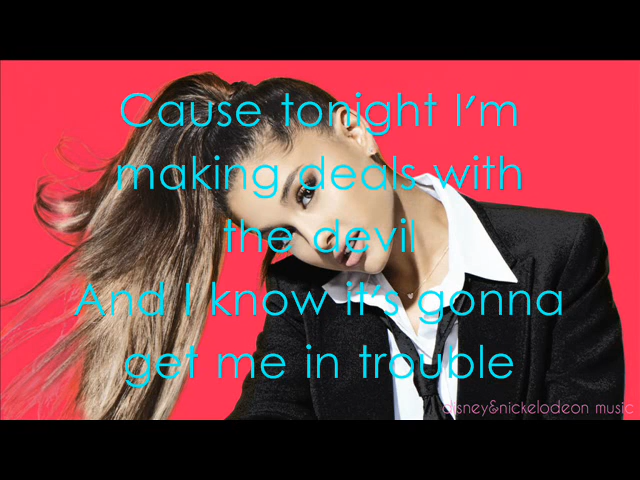 Cause tonight I'm
making deals with
the devil
And I know it's gonna
get me in trouble
disney&nickelodeon music